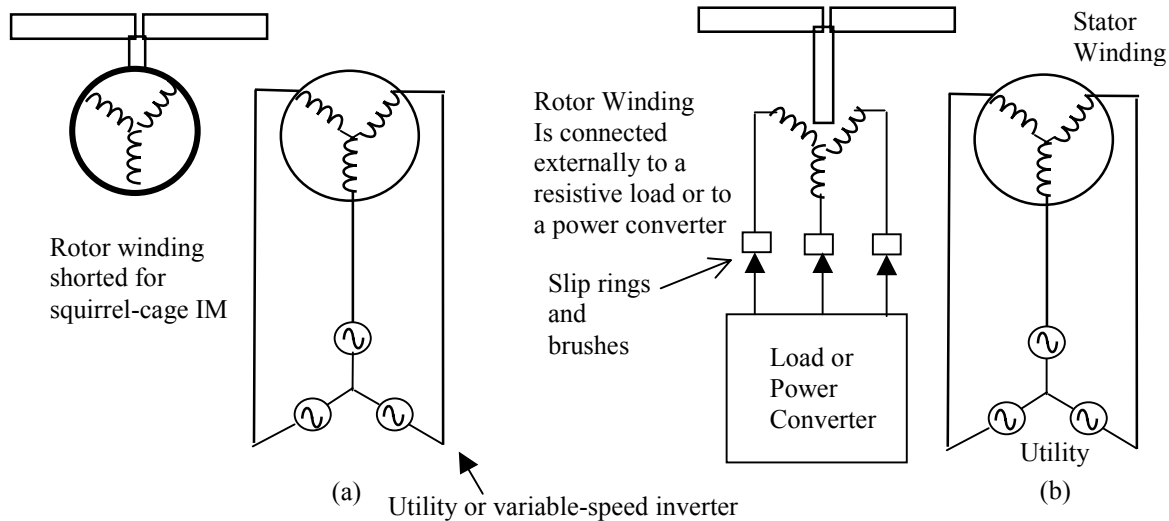 Rotor winding
shorted for
squirrel-cage IM
(a)
Utility or variable-speed inverter
Rotor Winding
Is connected
externally to a
resistive load or to
a power converter
Slip rings
and
brushes
Load or
Power
Converter
Stator
Winding
Utility
(b)